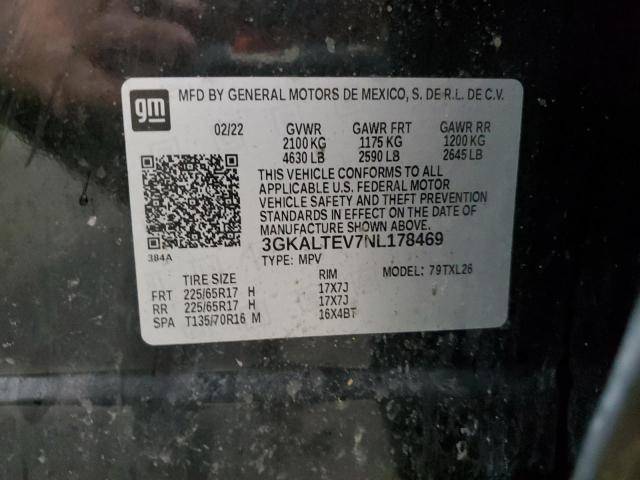 gm MFD BY GENERAL MOTORS DE MEXICO, S. DE R.L. DE C.V.
02/22 GVWR GAWR FRT GAWR RR
2100 KG 1175 KG 1200 KG
4630 LB 2590 LB 2645 LB
THIS VEHICLE CONFORMS TO ALL
APPLICABLE U.S. FEDERAL MOTOR
VEHICLE SAFETY AND THEFT PREVENTION
STANDARDS IN EFFECT ON THE DATE OF
MANUFACTURE SHOWN ABOVE.
384A 3GKALTEV7NL178469
TYPE: MPV MODEL: 79TXL26
TIRE SIZE RIM
FRT 225/65R17 H 17X7J
RR 225/65R17 H 17X7J
SPA T135/70R16 M 16X4BT